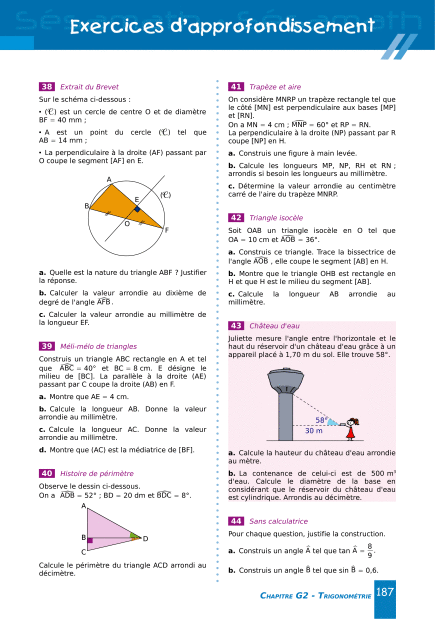 Exercices d'approfondissement
38 Extrait du Brevet
Sur le schéma ci-dessous :
• (𝒞) est un cercle de centre O et de diamètre
BF = 40 mm ;
• A est un point du cercle (𝒞) tel que
AB = 14 mm ;
• La perpendiculaire à la droite (AF) passant par
O coupe le segment [AF] en E.
A
(𝒞)
E
B
O
F
a. Quelle est la nature du triangle ABF ? Justifier
la réponse.
b. Calculer la valeur arrondie au dixième de
degré de l'angle AFB.
c. Calculer la valeur arrondie au millimètre de
la longueur EF.
39 Méli-mélo de triangles
Construis un triangle ABC rectangle en A et tel
que ABC = 40° et BC = 8 cm. E désigne le
milieu de [BC]. La parallèle à la droite (AE)
passant par C coupe la droite (AB) en F.
a. Montre que AE = 4 cm.
b. Calcule la longueur AB. Donne la valeur
arrondie au millimètre.
c. Calcule la longueur AC. Donne la valeur
arrondie au millimètre.
d. Montre que (AC) est la médiatrice de [BF].
40 Histoire de périmètre
Observe le dessin ci-dessous.
On a ADB = 52° ; BD = 20 dm et BDC = 8°.
A
B
D
C
Calcule le périmètre du triangle ACD arrondi au
décimètre.
41 Trapèze et aire
On considère MNRP un trapèze rectangle tel que
le côté [MN] est perpendiculaire aux bases [MP]
et [RN].
On a MN = 4 cm ; MNP = 60° et RP = RN.
La perpendiculaire à la droite (NP) passant par R
coupe [NP] en H.
a. Construis une figure à main levée.
b. Calcule les longueurs MP, NP, RH et RN ;
arrondis si besoin les longueurs au millimètre.
c. Détermine la valeur arrondie au centimètre
carré de l'aire du trapèze MNRP.
42 Triangle isocèle
Soit OAB un triangle isocèle en O tel que
OA = 10 cm et AOB = 36°.
a. Construis ce triangle. Trace la bissectrice de
l'angle AOB , elle coupe le segment [AB] en H.
b. Montre que le triangle OHB est rectangle en
H et que H est le milieu du segment [AB].
c. Calcule la longueur AB arrondie au
millimètre.
43 Château d'eau
Juliette mesure l'angle entre l'horizontale et le
haut du réservoir d'un château d'eau grâce à un
appareil placé à 1,70 m du sol. Elle trouve 58°.
58°
30 m
a. Calcule la hauteur du château d'eau arrondie
au mètre.
b. La contenance de celui-ci est de 500 m³
d'eau. Calcule le diamètre de la base en
considérant que le réservoir du château d'eau
est cylindrique. Arrondis au décimètre.
44 Sans calculatrice
Pour chaque question, justifie la construction.
a. Construis un angle Â tel que tan Â = 8/9.
b. Construis un angle B̂ tel que sin B̂ = 0,6.
CHAPITRE G2 - TRIGONOMÉTRIE 187